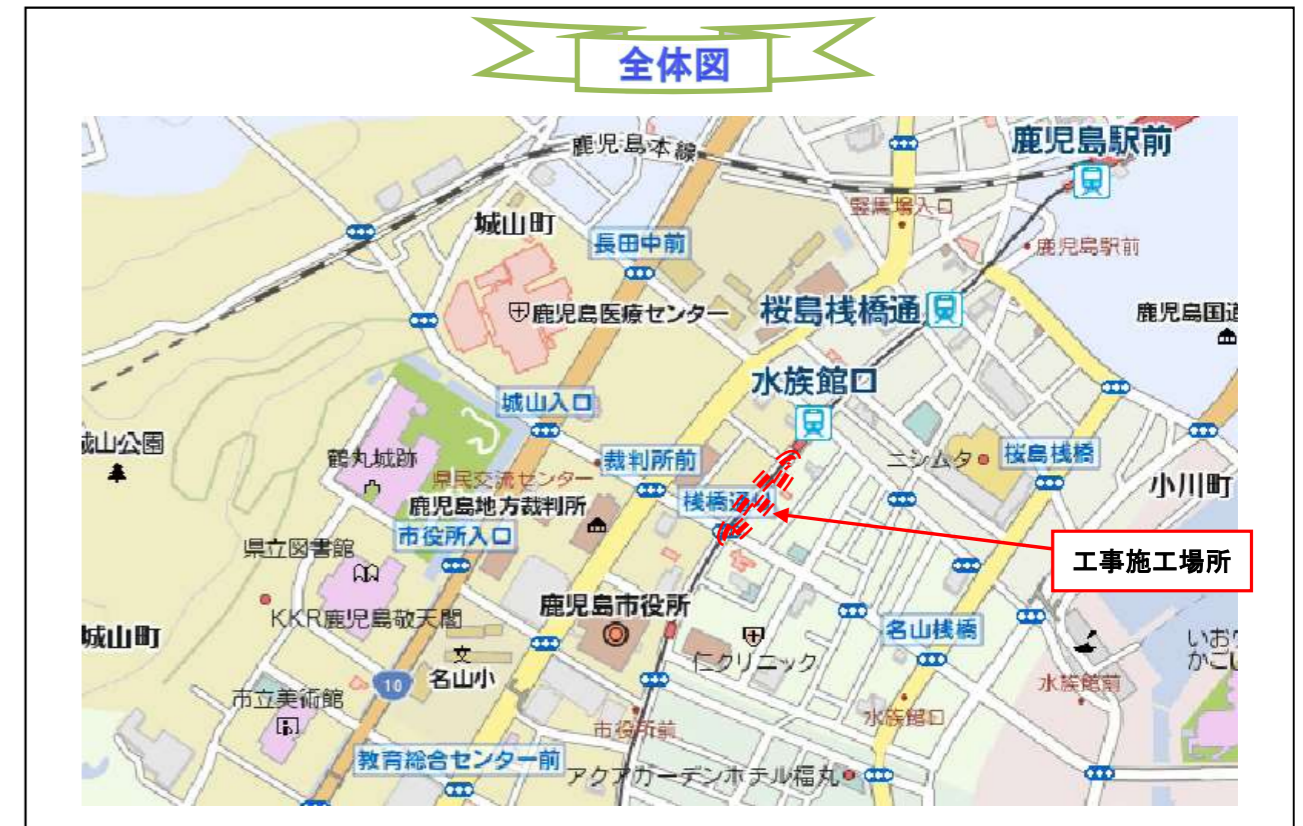 全体図
鹿児島本線
鹿児島駅前
竪馬場入口
城山町
長田中前
鹿児島駅前
鹿児島医療センター
桜島桟橋通
鹿児島国道
水族館口
城山入口
城山公園
鶴丸城跡
裁判所前
ニシムタ
桜島桟橋
県民交流センター
小川町
鹿児島地方裁判所
桟橋通り
市役所入口
県立図書館
工事施工場所
KKR鹿児島敬天閣
鹿児島市役所
名山桟橋
城山町
文
仁クリニック
いおワ
かごし
名山小
10
水族館前
市立美術館
市役所前
水族館口
教育総合センター前
アクアガーデンホテル福丸